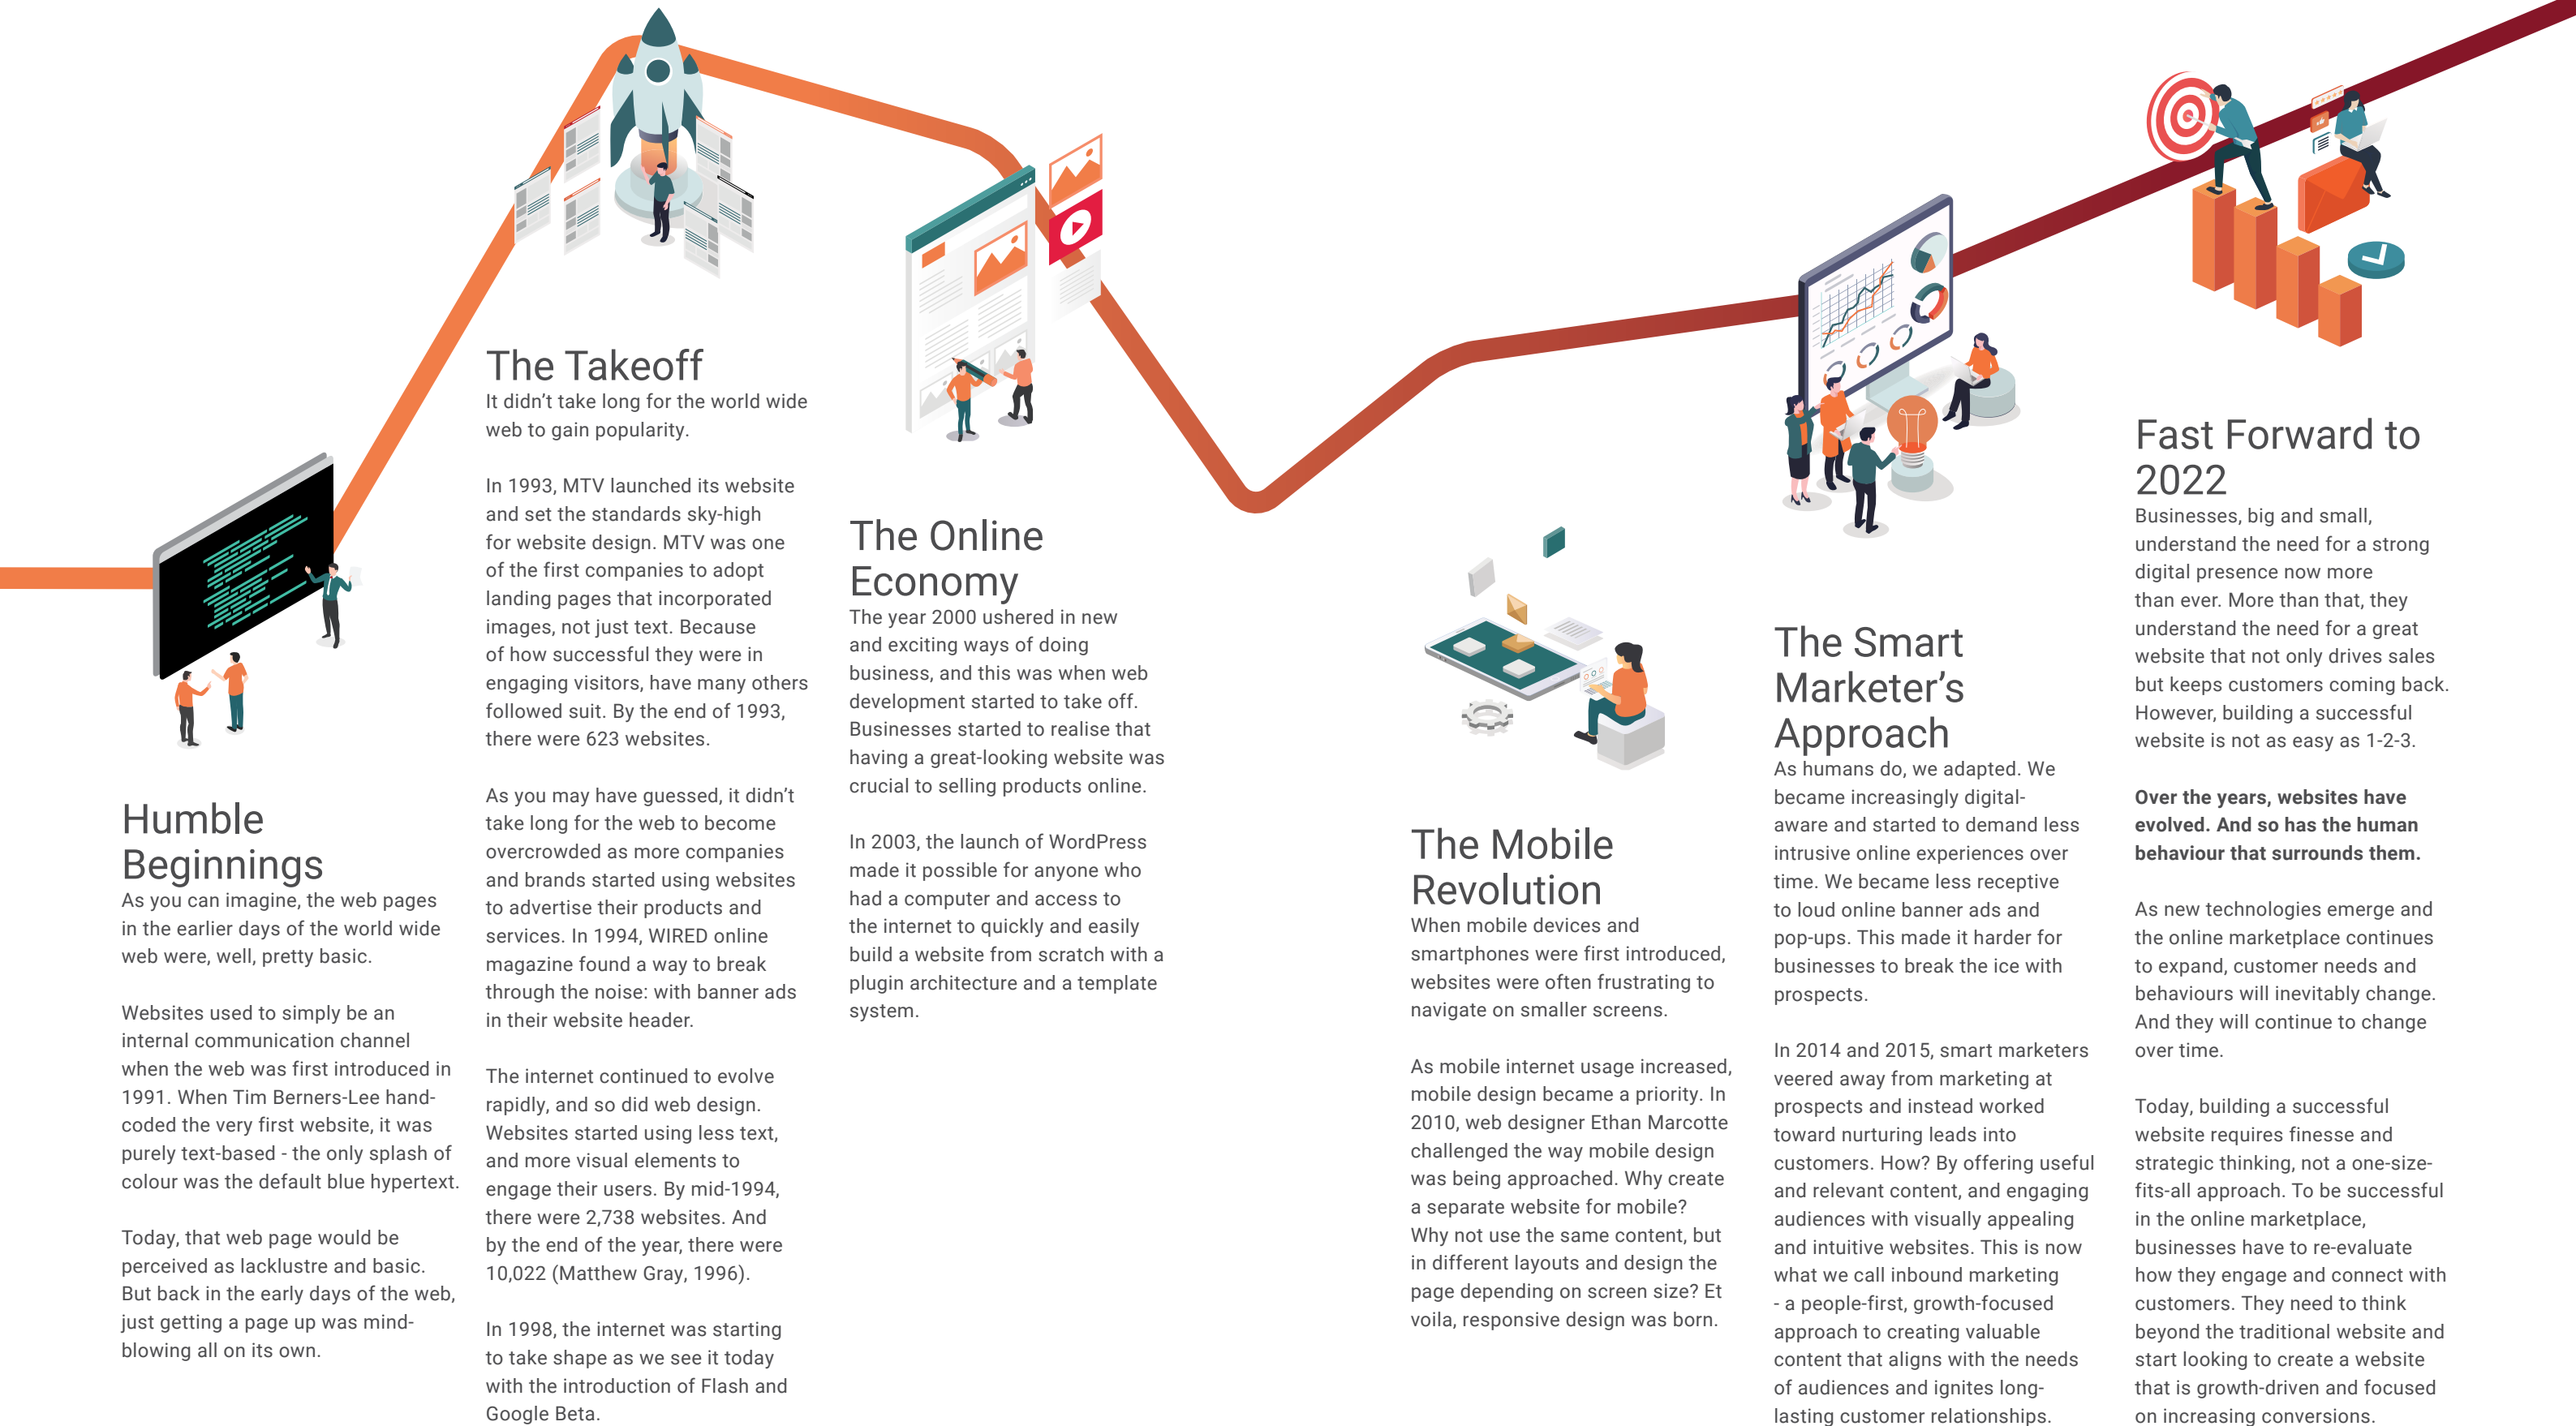 Humble
Beginnings
As you can imagine, the web pages
in the earlier days of the world wide
web were, well, pretty basic.
Websites used to simply be an
internal communication channel
when the web was first introduced in
1991. When Tim Berners-Lee hand-
coded the very first website, it was
purely text-based - the only splash of
colour was the default blue hypertext.
Today, that web page would be
perceived as lacklustre and basic.
But back in the early days of the web,
just getting a page up was mind-
blowing all on its own.
The Takeoff
It didn’t take long for the world wide
web to gain popularity.
In 1993, MTV launched its website
and set the standards sky-high
for website design. MTV was one
of the first companies to adopt
landing pages that incorporated
images, not just text. Because
of how successful they were in
engaging visitors, have many others
followed suit. By the end of 1993,
there were 623 websites.
As you may have guessed, it didn’t
take long for the web to become
overcrowded as more companies
and brands started using websites
to advertise their products and
services. In 1994, WIRED online
magazine found a way to break
through the noise: with banner ads
in their website header.
The internet continued to evolve
rapidly, and so did web design.
Websites started using less text,
and more visual elements to
engage their users. By mid-1994,
there were 2,738 websites. And
by the end of the year, there were
10,022 (Matthew Gray, 1996).
In 1998, the internet was starting
to take shape as we see it today
with the introduction of Flash and
Google Beta.
The Online
Economy
The year 2000 ushered in new
and exciting ways of doing
business, and this was when web
development started to take off.
Businesses started to realise that
having a great-looking website was
crucial to selling products online.
In 2003, the launch of WordPress
made it possible for anyone who
had a computer and access to
the internet to quickly and easily
build a website from scratch with a
plugin architecture and a template
system.
The Mobile
Revolution
When mobile devices and
smartphones were first introduced,
websites were often frustrating to
navigate on smaller screens.
As mobile internet usage increased,
mobile design became a priority. In
2010, web designer Ethan Marcotte
challenged the way mobile design
was being approached. Why create
a separate website for mobile?
Why not use the same content, but
in different layouts and design the
page depending on screen size? Et
voila, responsive design was born.
The Smart
Marketer’s
Approach
As humans do, we adapted. We
became increasingly digital-
aware and started to demand less
intrusive online experiences over
time. We became less receptive
to loud online banner ads and
pop-ups. This made it harder for
businesses to break the ice with
prospects.
In 2014 and 2015, smart marketers
veered away from marketing at
prospects and instead worked
toward nurturing leads into
customers. How? By offering useful
and relevant content, and engaging
audiences with visually appealing
and intuitive websites. This is now
what we call inbound marketing
- a people-first, growth-focused
approach to creating valuable
content that aligns with the needs
of audiences and ignites long-
lasting customer relationships.
Fast Forward to
2022
Businesses, big and small,
understand the need for a strong
digital presence now more
than ever. More than that, they
understand the need for a great
website that not only drives sales
but keeps customers coming back.
However, building a successful
website is not as easy as 1-2-3.
Over the years, websites have
evolved. And so has the human
behaviour that surrounds them.
As new technologies emerge and
the online marketplace continues
to expand, customer needs and
behaviours will inevitably change.
And they will continue to change
over time.
Today, building a successful
website requires finesse and
strategic thinking, not a one-size-
fits-all approach. To be successful
in the online marketplace,
businesses have to re-evaluate
how they engage and connect with
customers. They need to think
beyond the traditional website and
start looking to create a website
that is growth-driven and focused
on increasing conversions.